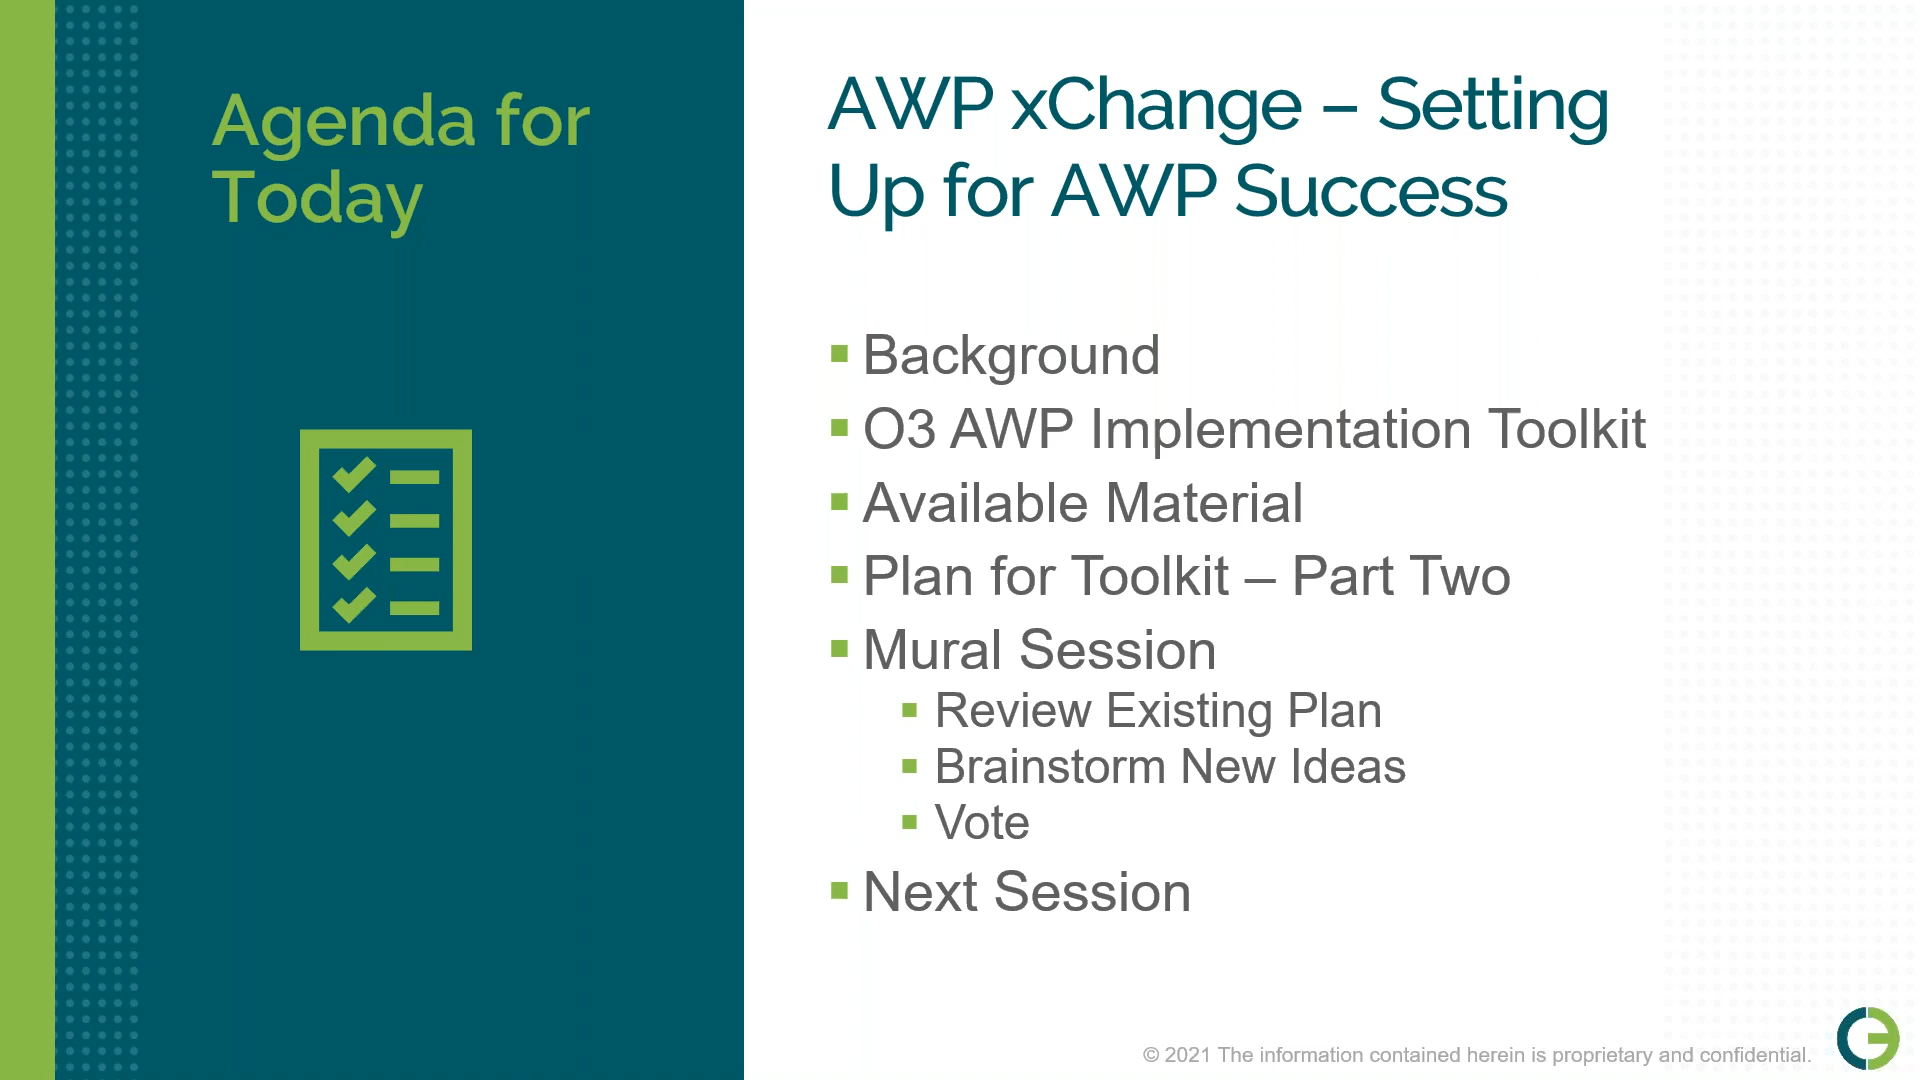 Agenda for
Today
AWP xChange – Setting
Up for AWP Success
Background
O3 AWP Implementation Toolkit
Available Material
Plan for Toolkit – Part Two
Mural Session
Review Existing Plan
Brainstorm New Ideas
Vote
Next Session
© 2021 The information contained herein is proprietary and confidential.